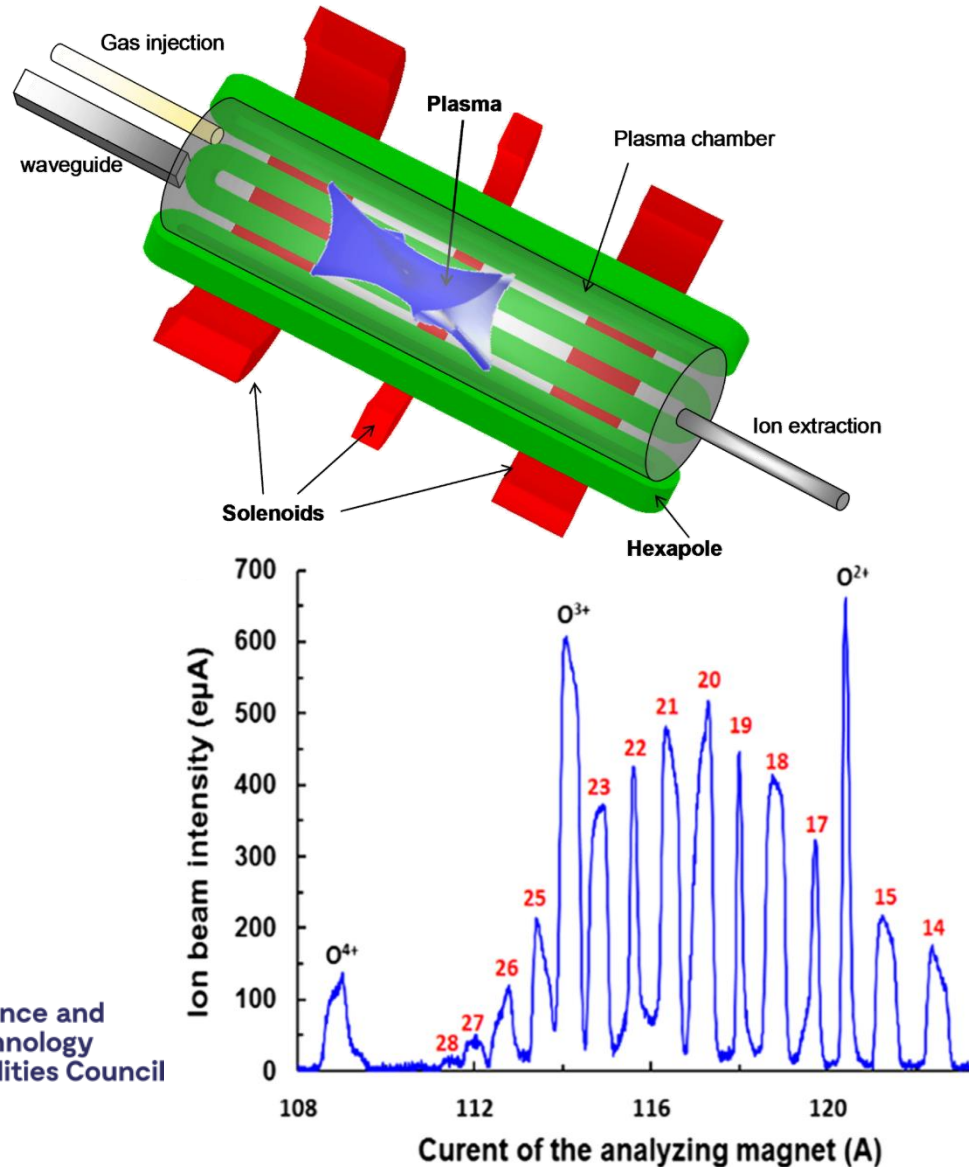 Gas injection
Plasma
Plasma chamber
waveguide
Ion extraction
Solenoids
Hexapole
700
600
500
400
300
200
100
0
Ion beam intensity (eµA)
O⁴⁺
28
27
26
25
O³⁺
23
22
21
20
19
18
17
O²⁺
15
14
108
112
116
120
Curent of the analyzing magnet (A)
nce and
hnology
lities Council